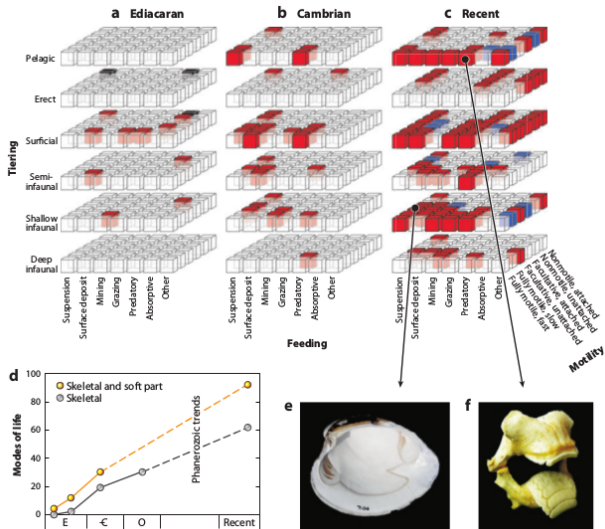 a Ediacaran
b Cambrian
c Recent
Tiering
Pelagic
Erect
Surficial
Semi-
infaunal
Shallow
infaunal
Deep
infaunal
Suspension
Surface deposit
Mining
Grazing
Predatory
Absorptive
Other
Suspension
Surface deposit
Mining
Grazing
Predatory
Absorptive
Other
Suspension
Surface deposit
Mining
Grazing
Predatory
Absorptive
Other
Nonmotile, attached
Nonmotile, unattached
Facultative, attached
Facultative, unattached
Fully motile, slow
Fully motile, fast
Feeding
Motility
d
100
80
60
40
20
0
Modes of life
Skeletal and soft part
Skeletal
Phanerozoic trends
E
-C
O
Recent
e
f